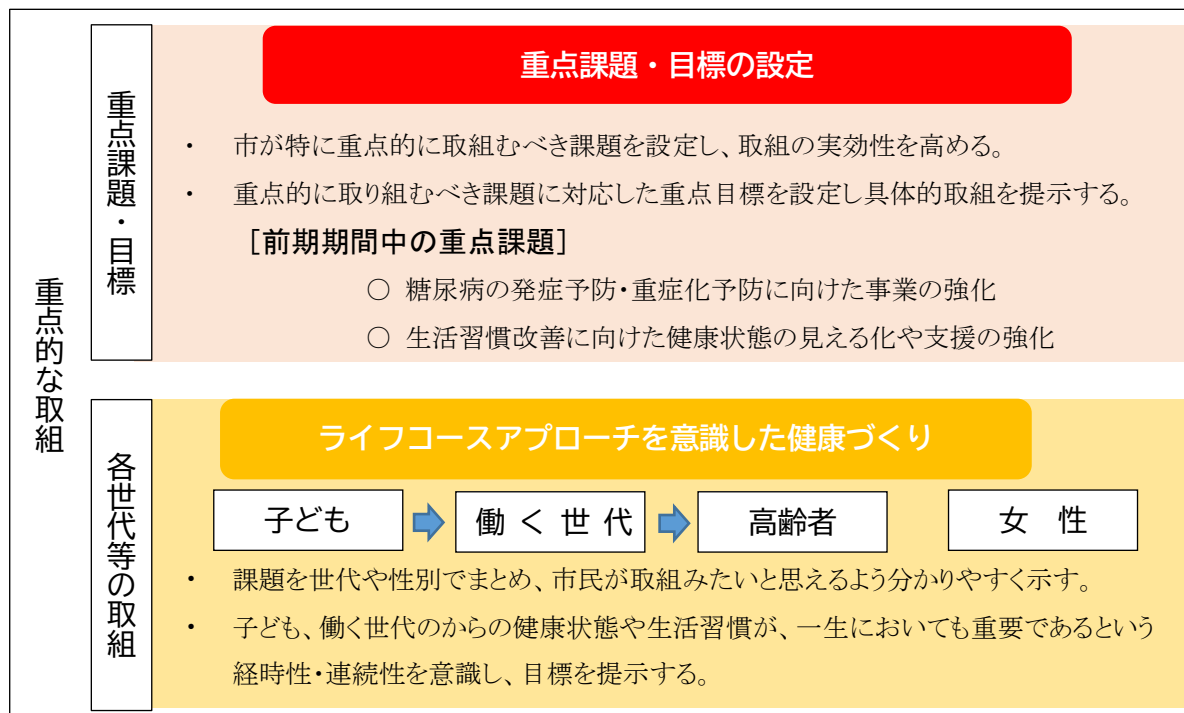 重点的な取組
重点課題・目標
重点課題・目標の設定
・ 市が特に重点的に取組むべき課題を設定し、取組の実効性を高める。
・ 重点的に取り組むべき課題に対応した重点目標を設定し具体的取組を提示する。
[前期期間中の重点課題]
○ 糖尿病の発症予防・重症化予防に向けた事業の強化
○ 生活習慣改善に向けた健康状態の見える化や支援の強化
各世代等の取組
ライフコースアプローチを意識した健康づくり
子ども
働く世代
高齢者
女性
・ 課題を世代や性別でまとめ、市民が取組みたいと思えるよう分かりやすく示す。
・ 子ども、働く世代のからの健康状態や生活習慣が、一生においても重要であるという
経時性・連続性を意識し、目標を提示する。